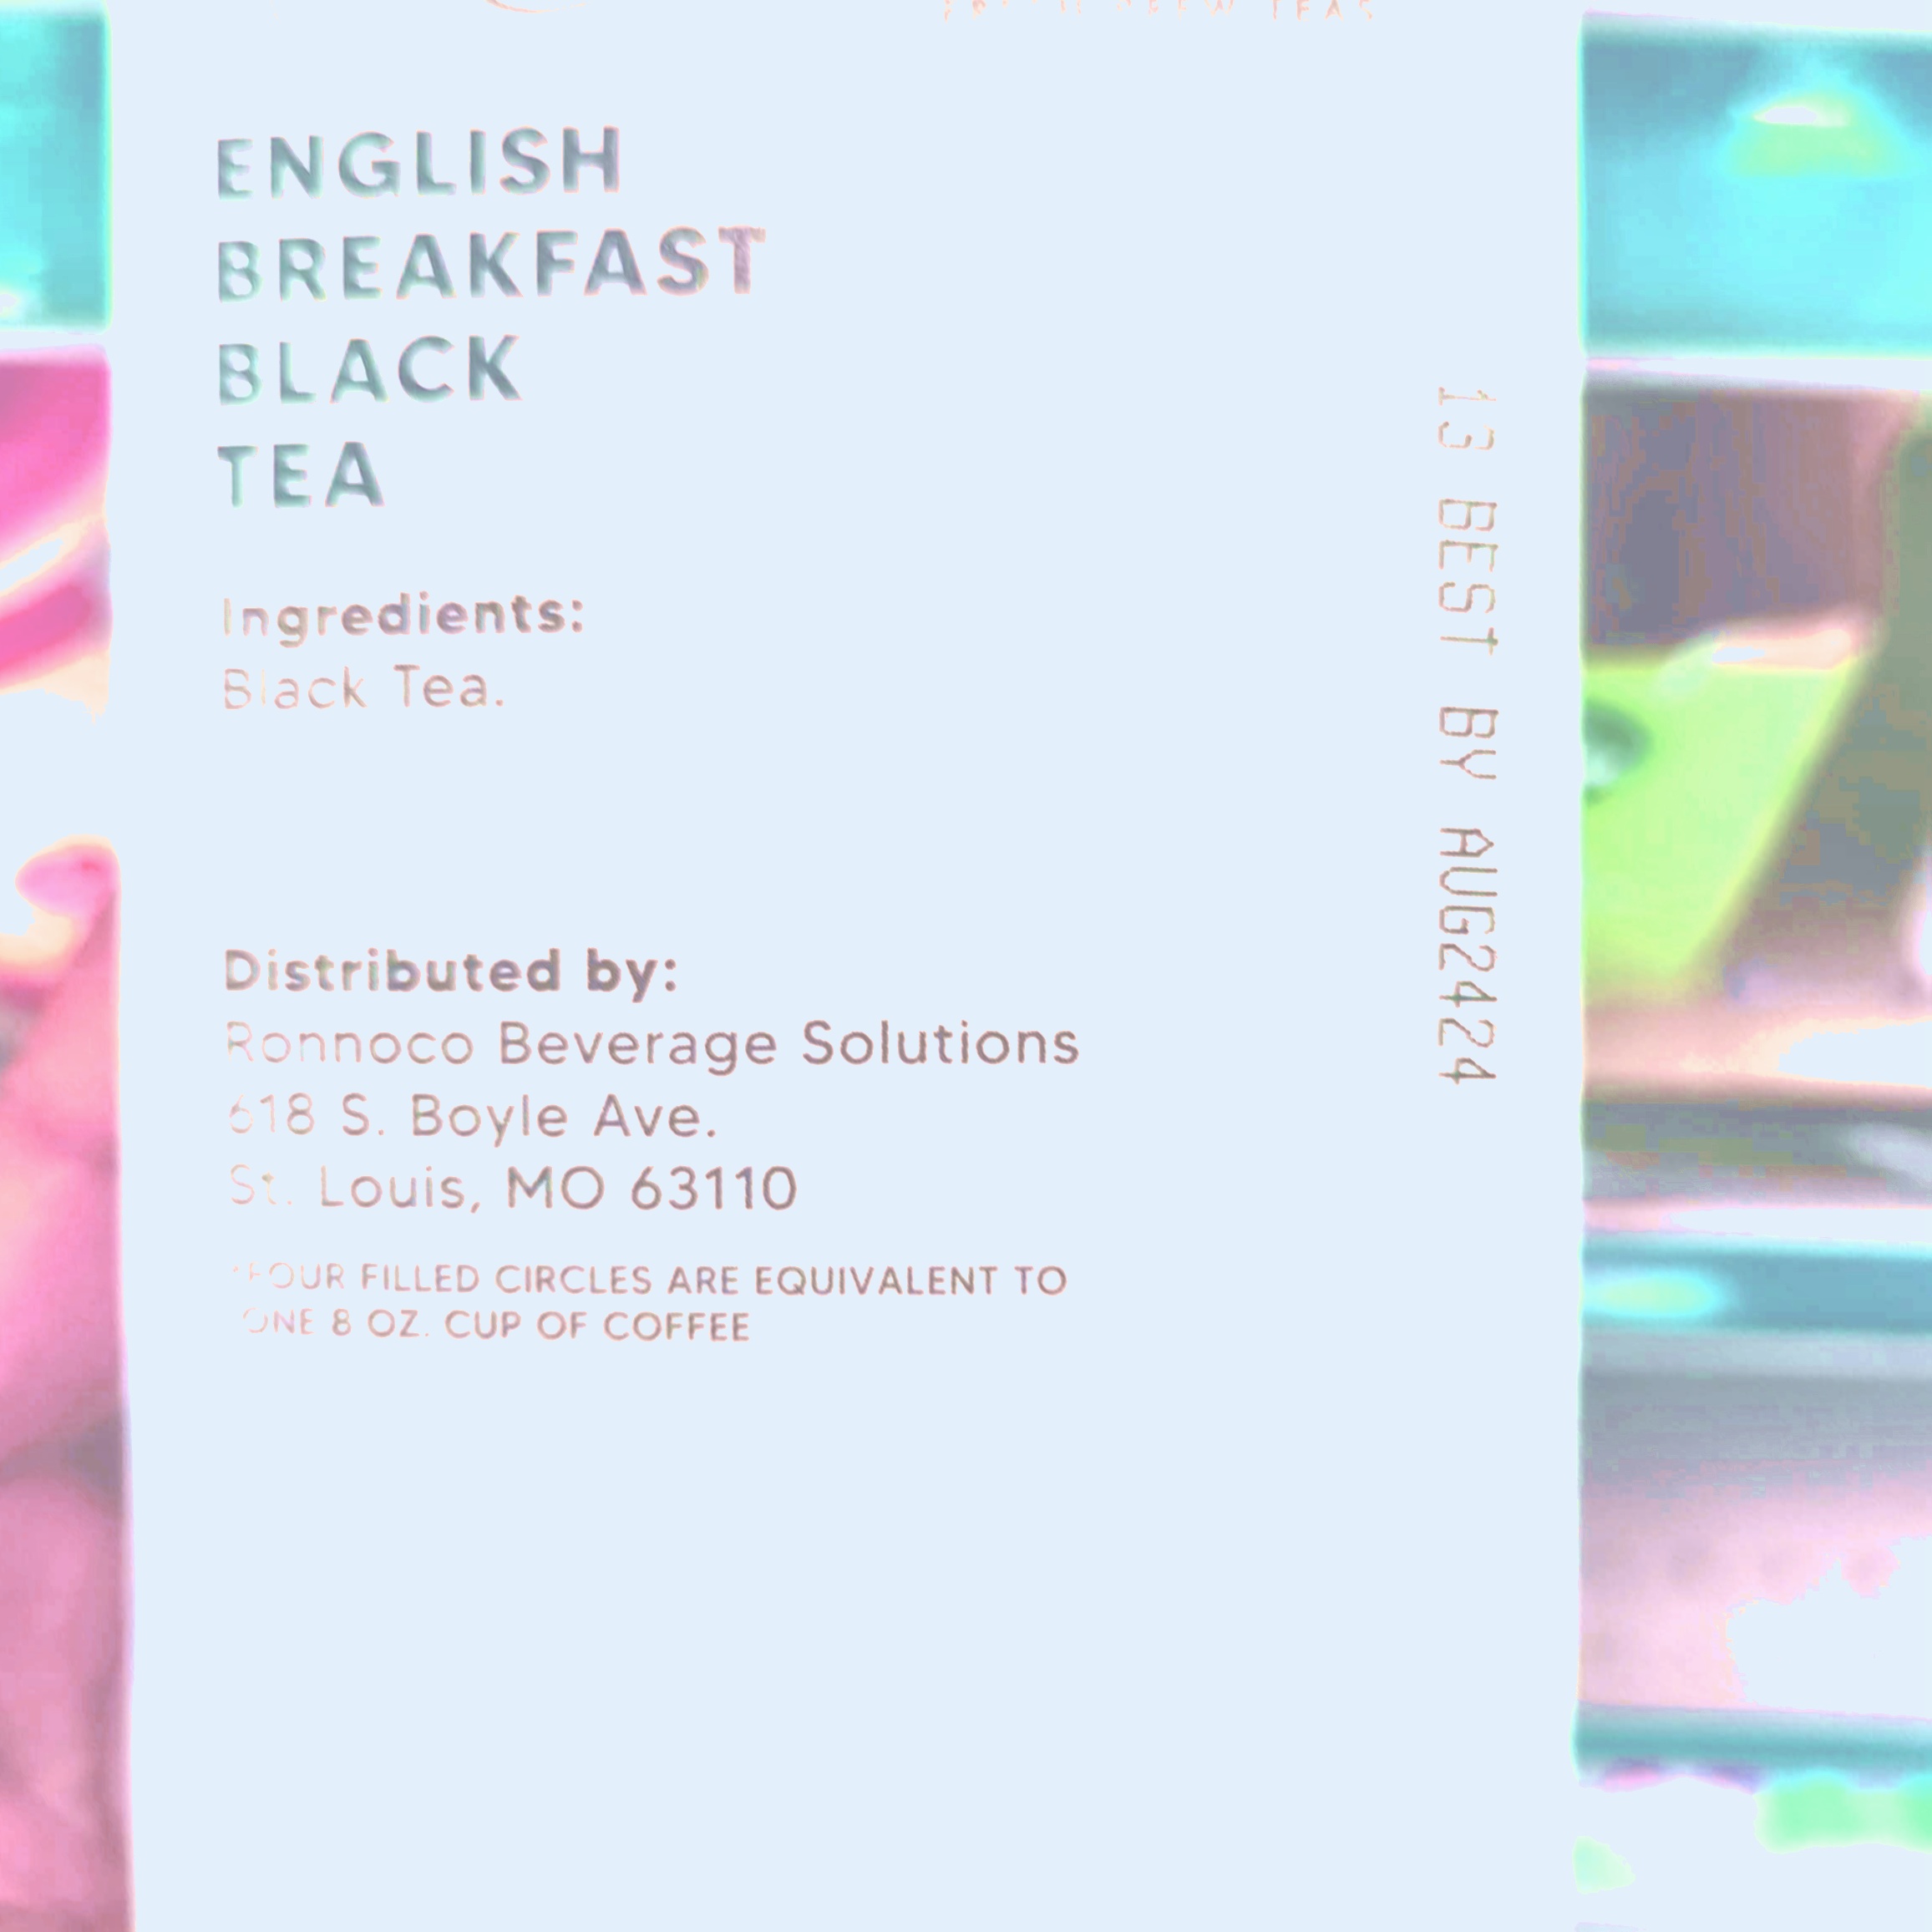 ENGLISH
BREAKFAST
BLACK
TEA
Ingredients:
Black Tea.
Distributed by:
Ronnoco Beverage Solutions
618 S. Boyle Ave.
St. Louis, MO 63110
*FOUR FILLED CIRCLES ARE EQUIVALENT TO
ONE 8 OZ. CUP OF COFFEE
13 BEST BY AUG2424